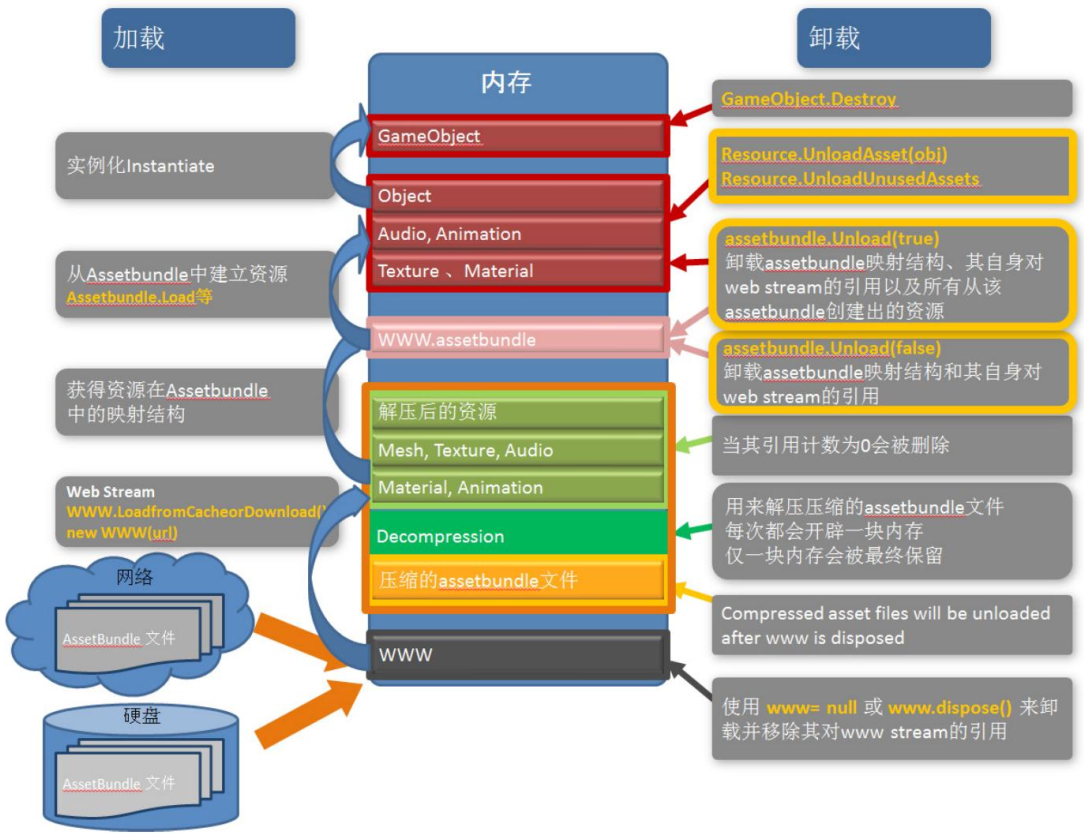 加载
内存
卸载
实例化Instantiate
从Assetbundle中建立资源
Assetbundle.Load等
获得资源在Assetbundle
中的映射结构
Web Stream
WWW.LoadfromCacheorDownload()
new WWW(url)
网络
AssetBundle 文件
硬盘
AssetBundle 文件
GameObject
Object
Audio, Animation
Texture 、Material
WWW.assetbundle
解压后的资源
Mesh, Texture, Audio
Material, Animation
Decompression
压缩的assetbundle文件
WWW
GameObject.Destroy
Resource.UnloadAsset(obj)
Resource.UnloadUnusedAssets
assetbundle.Unload(true)
卸载assetbundle映射结构、其自身对
web stream的引用以及所有从该
assetbundle创建出的资源
assetbundle.Unload(false)
卸载assetbundle映射结构和其自身对
web stream的引用
当其引用计数为0会被删除
用来解压压缩的assetbundle文件
每次都会开辟一块内存
仅一块内存会被最终保留
Compressed asset files will be unloaded
after www is disposed
使用 www= null 或 www.dispose() 来卸
载并移除其对www stream的引用